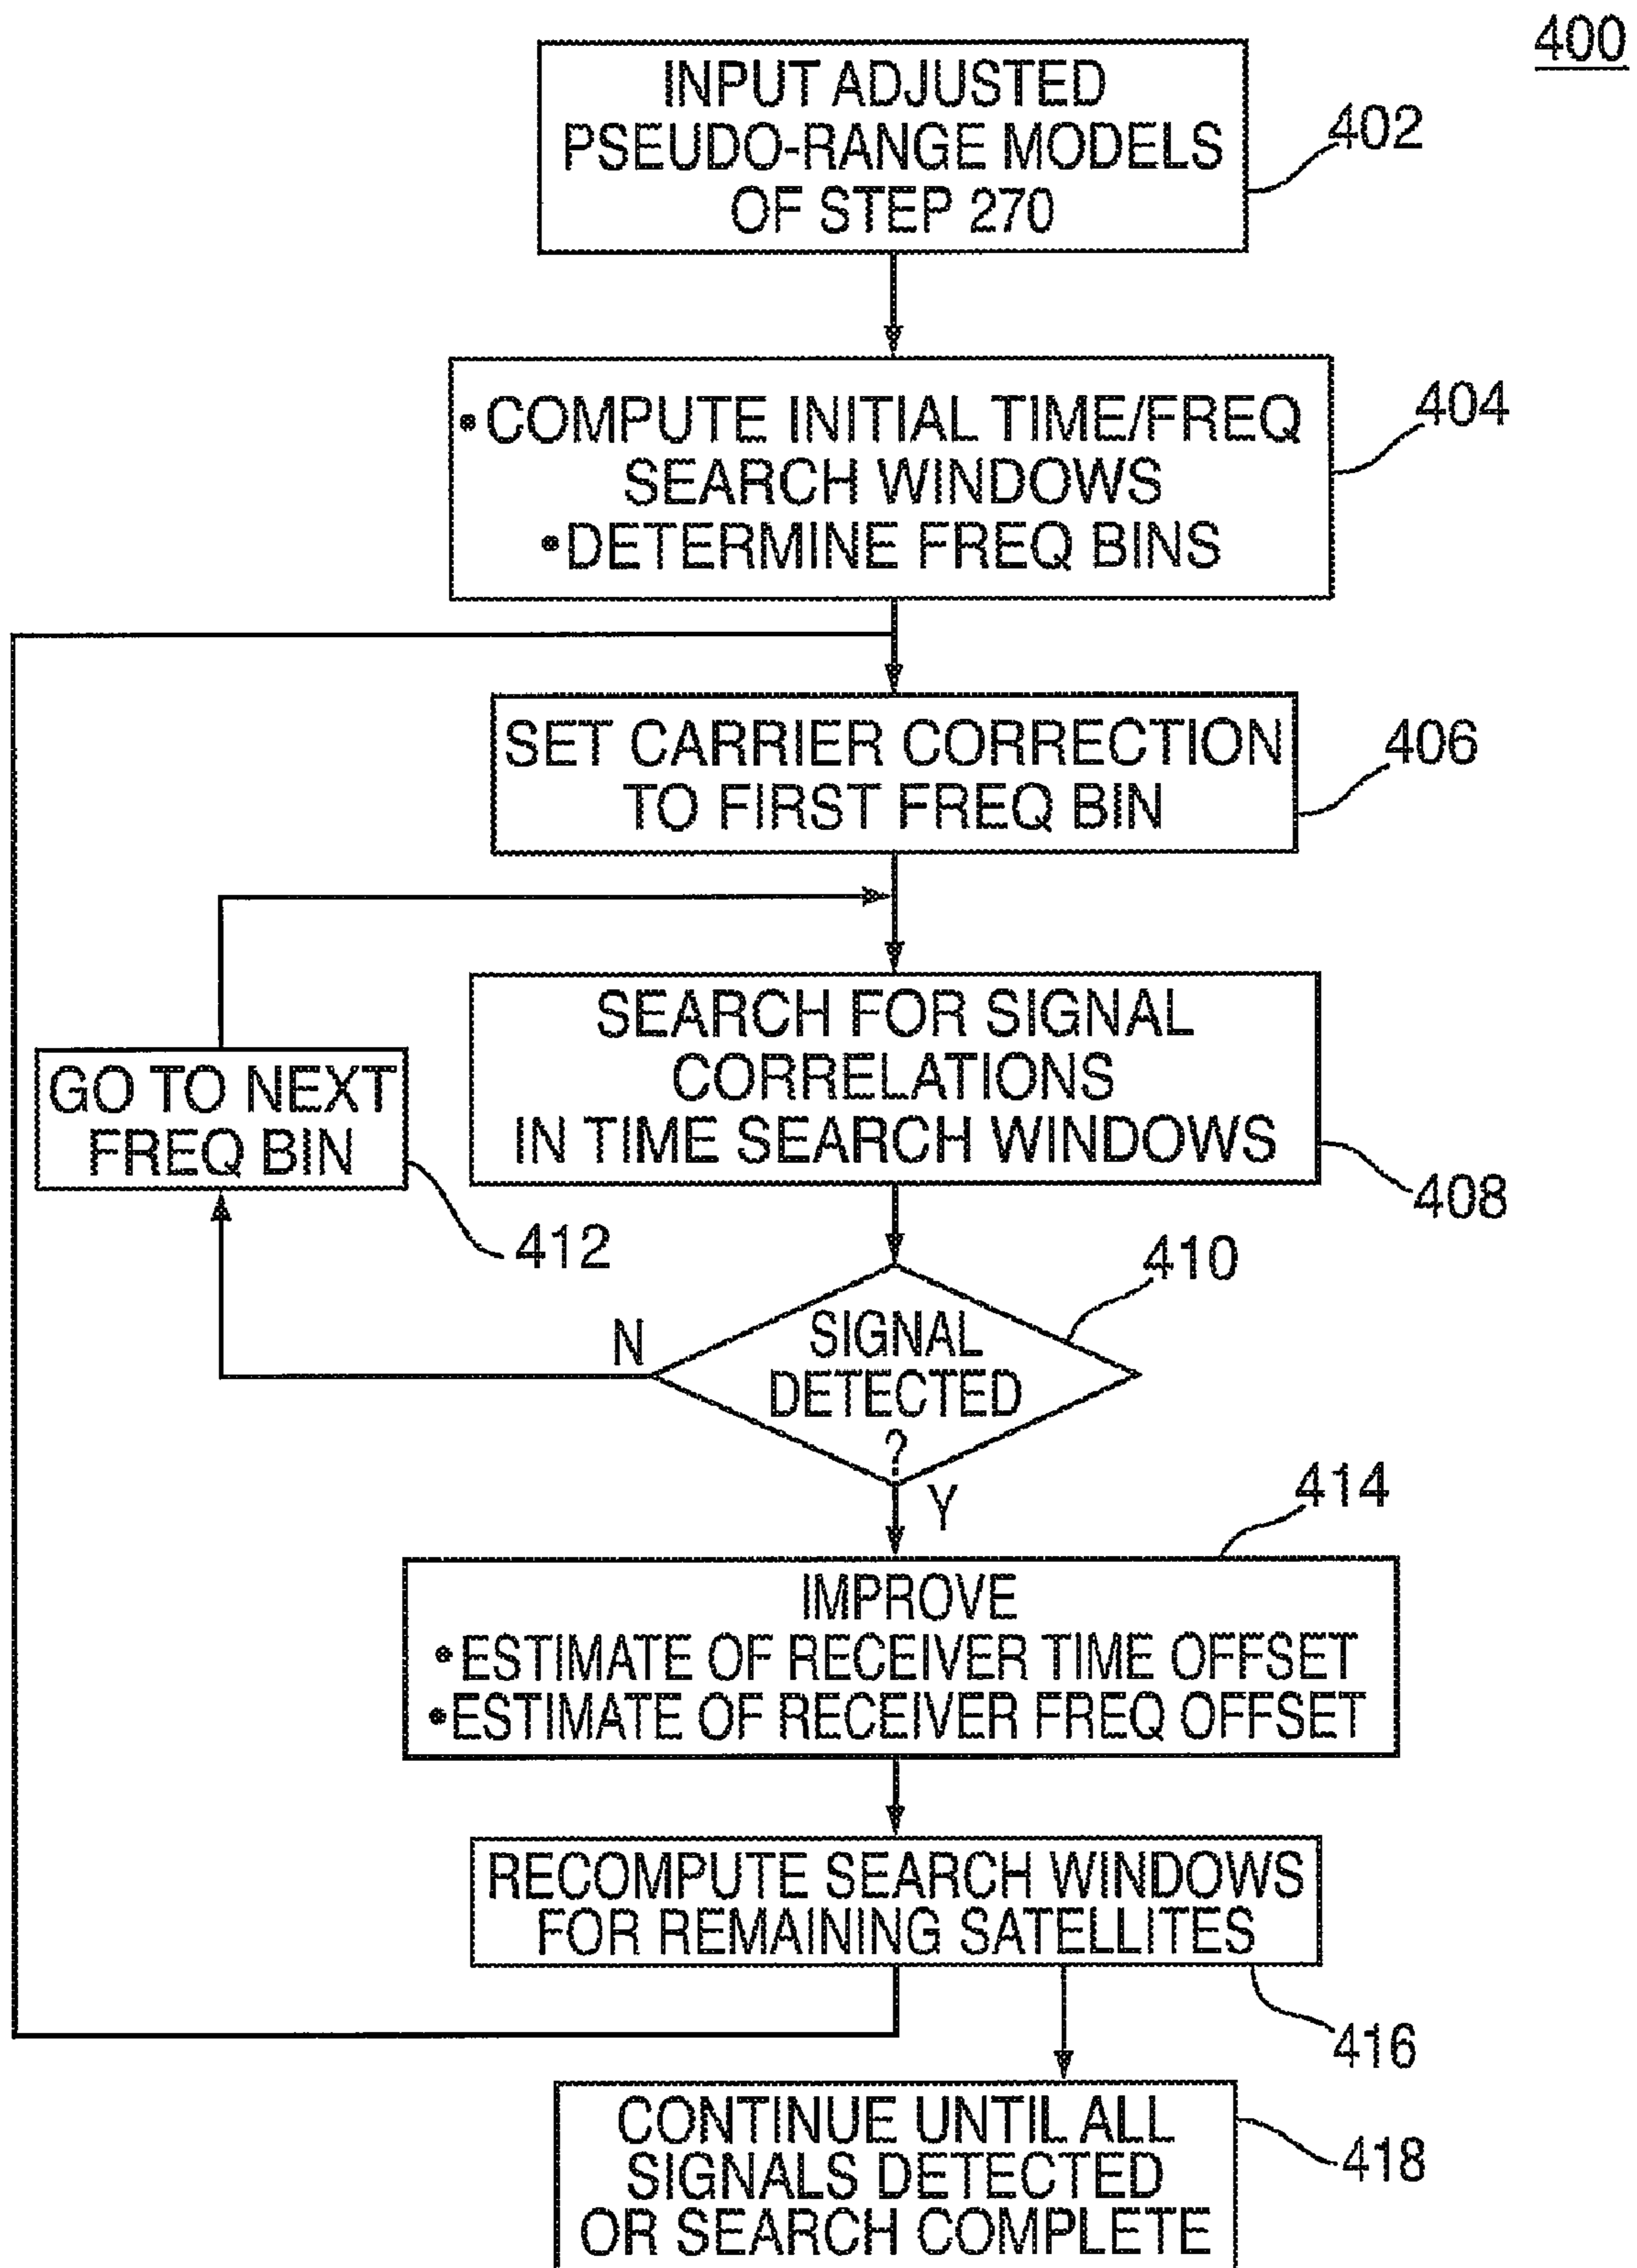 400
INPUT ADJUSTED
PSEUDO-RANGE MODELS
OF STEP 270
402
•COMPUTE INITIAL TIME/FREQ
SEARCH WINDOWS
•DETERMINE FREQ BINS
404
SET CARRIER CORRECTION
TO FIRST FREQ BIN
406
SEARCH FOR SIGNAL
CORRELATIONS
IN TIME SEARCH WINDOWS
408
GO TO NEXT
FREQ BIN
412
410
N
SIGNAL
DETECTED
?
Y
414
IMPROVE
•ESTIMATE OF RECEIVER TIME OFFSET
•ESTIMATE OF RECEIVER FREQ OFFSET
RECOMPUTE SEARCH WINDOWS
FOR REMAINING SATELLITES
416
CONTINUE UNTIL ALL
SIGNALS DETECTED
OR SEARCH COMPLETE
418